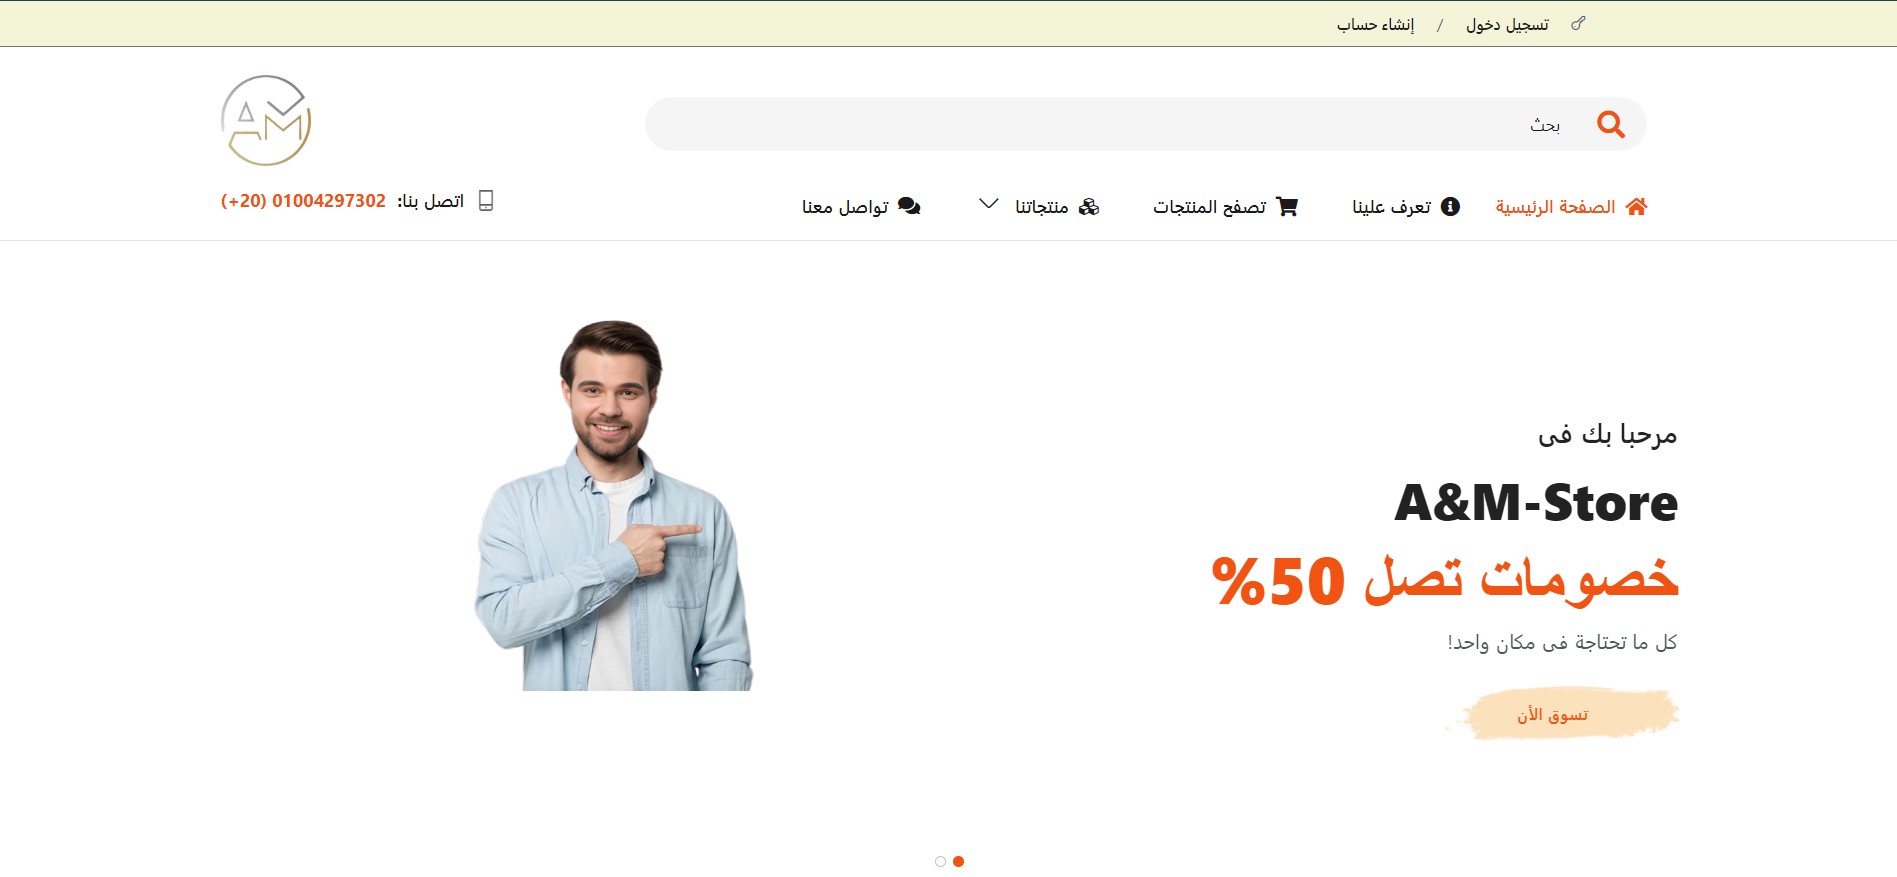 تسجيل دخول / إنشاء حساب
AM
بحث
الصفحة الرئيسية تعرف علينا تصفح المنتجات منتجاتنا تواصل معنا
اتصل بنا: 01004297302 (20+)
مرحبا بك فى
A&M-Store
خصومات تصل 50%
كل ما تحتاجة فى مكان واحد!
تسوق الأن